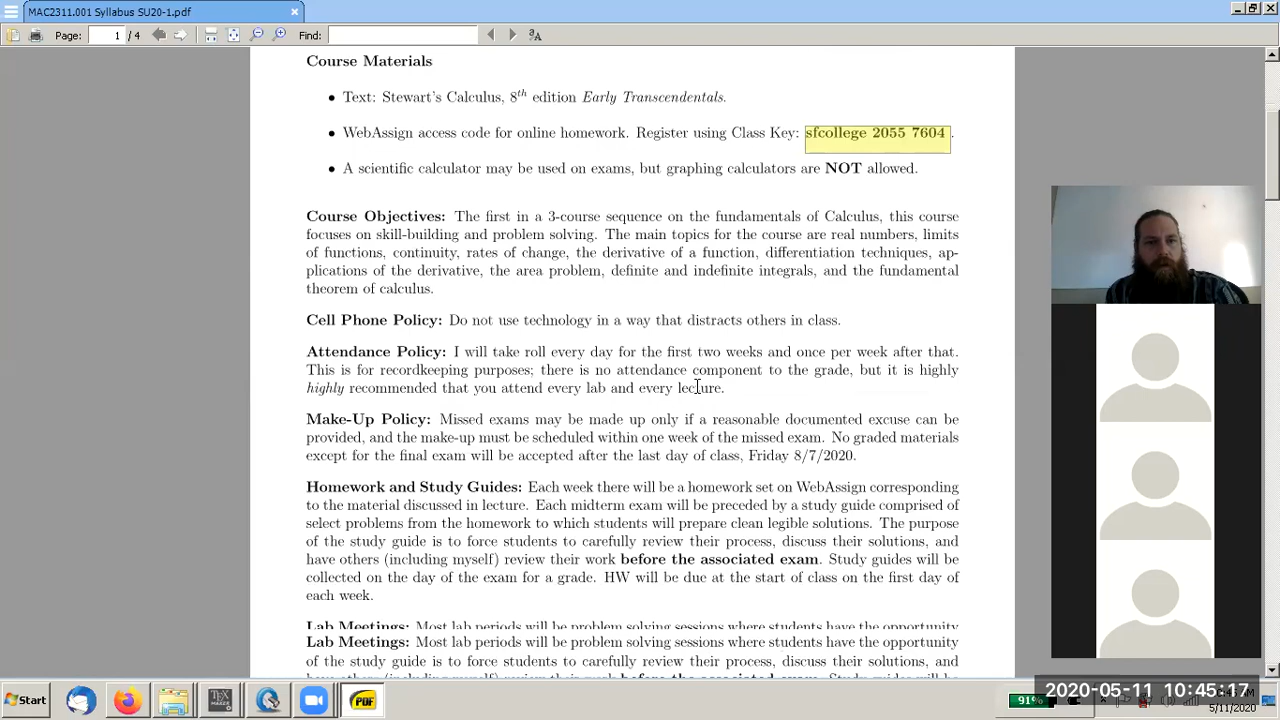 MAC2311.001 Syllabus SU20-1.pdf
Page: 1 / 4 Find:
Course Materials
• Text: Stewart's Calculus, 8th edition Early Transcendentals.
• WebAssign access code for online homework. Register using Class Key: sfcollege 2055 7604 .
• A scientific calculator may be used on exams, but graphing calculators are NOT allowed.
Course Objectives: The first in a 3-course sequence on the fundamentals of Calculus, this course
focuses on skill-building and problem solving. The main topics for the course are real numbers, limits
of functions, continuity, rates of change, the derivative of a function, differentiation techniques, ap-
plications of the derivative, the area problem, definite and indefinite integrals, and the fundamental
theorem of calculus.
Cell Phone Policy: Do not use technology in a way that distracts others in class.
Attendance Policy: I will take roll every day for the first two weeks and once per week after that.
This is for recordkeeping purposes; there is no attendance component to the grade, but it is highly
highly recommended that you attend every lab and every lecture.
Make-Up Policy: Missed exams may be made up only if a reasonable documented excuse can be
provided, and the make-up must be scheduled within one week of the missed exam. No graded materials
except for the final exam will be accepted after the last day of class, Friday 8/7/2020.
Homework and Study Guides: Each week there will be a homework set on WebAssign corresponding
to the material discussed in lecture. Each midterm exam will be preceded by a study guide comprised of
select problems from the homework to which students will prepare clean legible solutions. The purpose
of the study guide is to force students to carefully review their process, discuss their solutions, and
have others (including myself) review their work before the associated exam. Study guides will be
collected on the day of the exam for a grade. HW will be due at the start of class on the first day of
each week.
Lab Meetings: Most lab periods will be problem solving sessions where students have the opportunity
Lab Meetings: Most lab periods will be problem solving sessions where students have the opportunity
of the study guide is to force students to carefully review their process, discuss their solutions, and
Start
TEX
PDF
91%
2020-05-11 10:45:17
5/11/2020